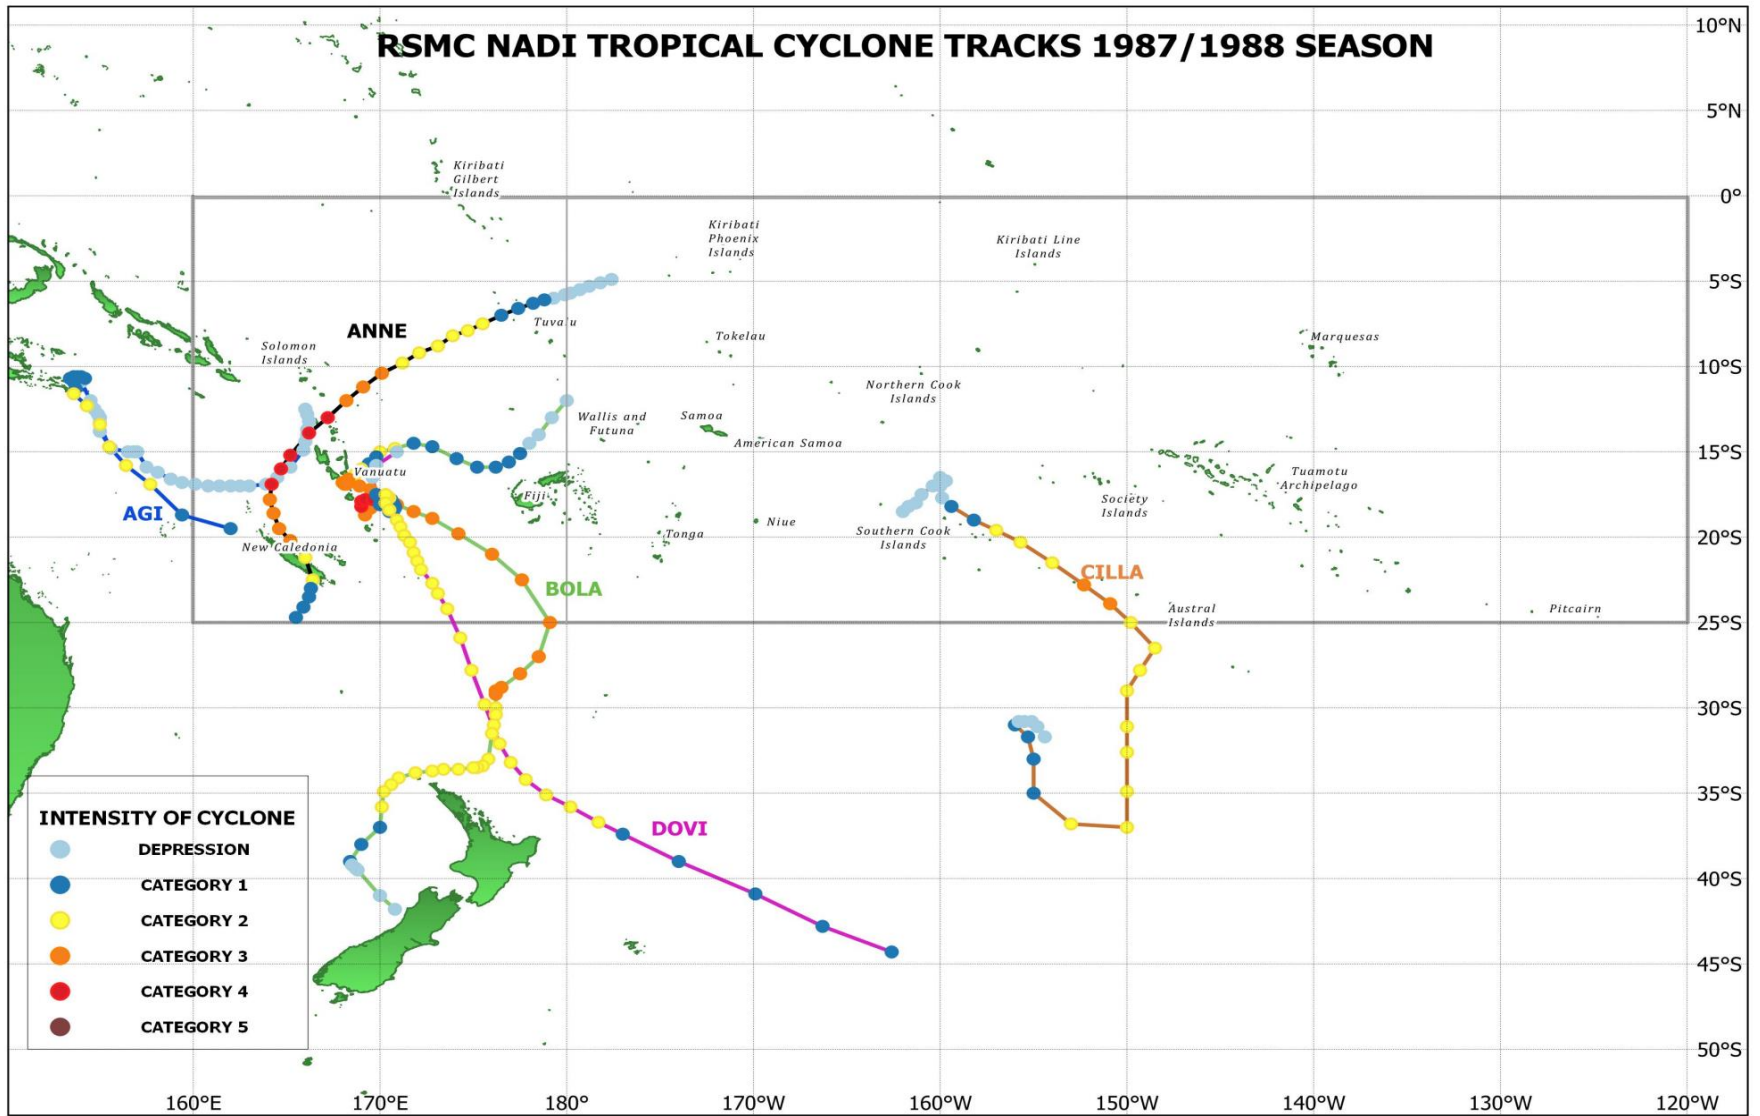 RSMC NADI TROPICAL CYCLONE TRACKS 1987/1988 SEASON
10°N
5°N
Kiribati
Gilbert
Islands
0°
Kiribati
Phoenix
Islands
Kiribati Line
Islands
5°S
ANNE
Tuvalu
Tokelau
Marquesas
Solomon
Islands
10°S
Northern Cook
Islands
Wallis and
Futuna
Samoa
American Samoa
15°S
Vanuatu
Fiji
Tuamotu
Archipelago
Society
Islands
AGI
Niue
Tonga
Southern Cook
Islands
20°S
New Caledonia
CILLA
BOLA
Austral
Islands
Pitcairn
25°S
30°S
35°S
INTENSITY OF CYCLONE
DEPRESSION
CATEGORY 1
CATEGORY 2
CATEGORY 3
CATEGORY 4
CATEGORY 5
DOVI
40°S
45°S
50°S
160°E
170°E
180°
170°W
160°W
150°W
140°W
130°W
120°W